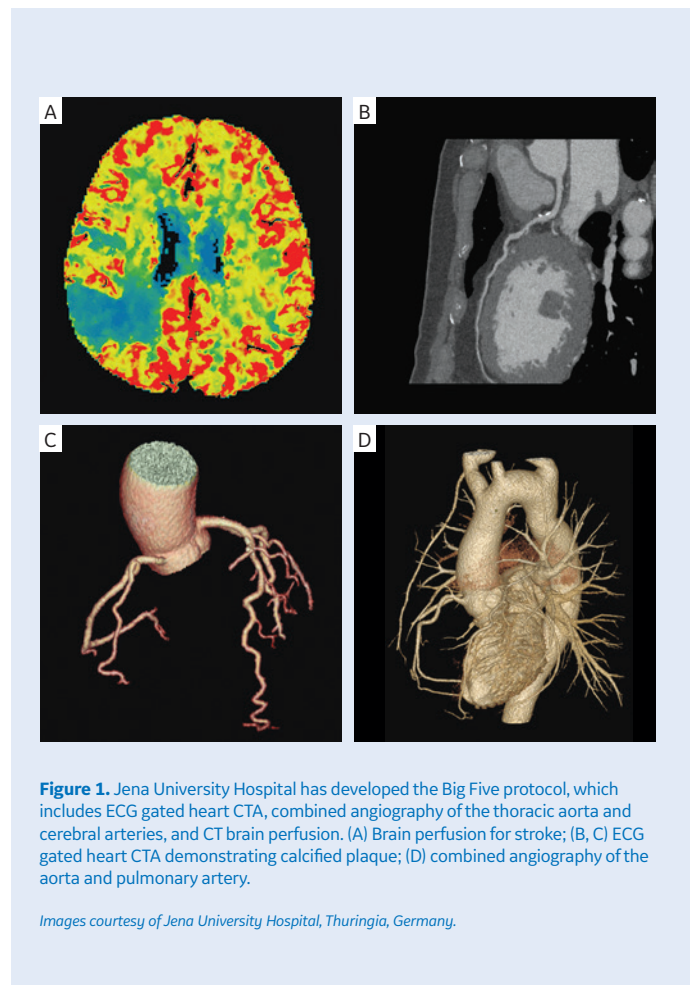 A
B
C
D
Figure 1. Jena University Hospital has developed the Big Five protocol, which
includes ECG gated heart CTA, combined angiography of the thoracic aorta and
cerebral arteries, and CT brain perfusion. (A) Brain perfusion for stroke; (B, C) ECG
gated heart CTA demonstrating calcified plaque; (D) combined angiography of the
aorta and pulmonary artery.
Images courtesy of Jena University Hospital, Thuringia, Germany.